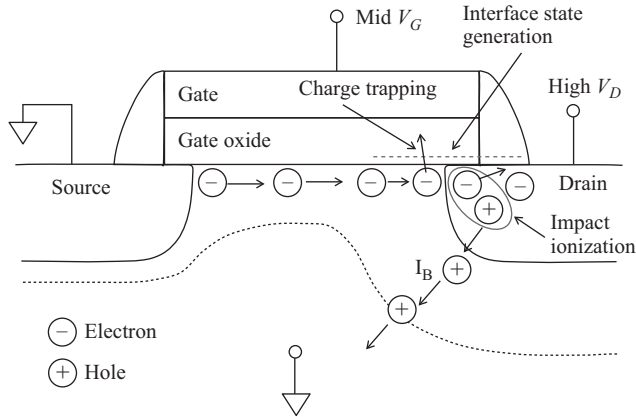 Mid V_G
Interface state
generation
Gate
Charge trapping
High V_D
Gate oxide
Source
−
−
−
−
−
−
Drain
+
Impact
ionization
I_B
+
+
− Electron
+ Hole